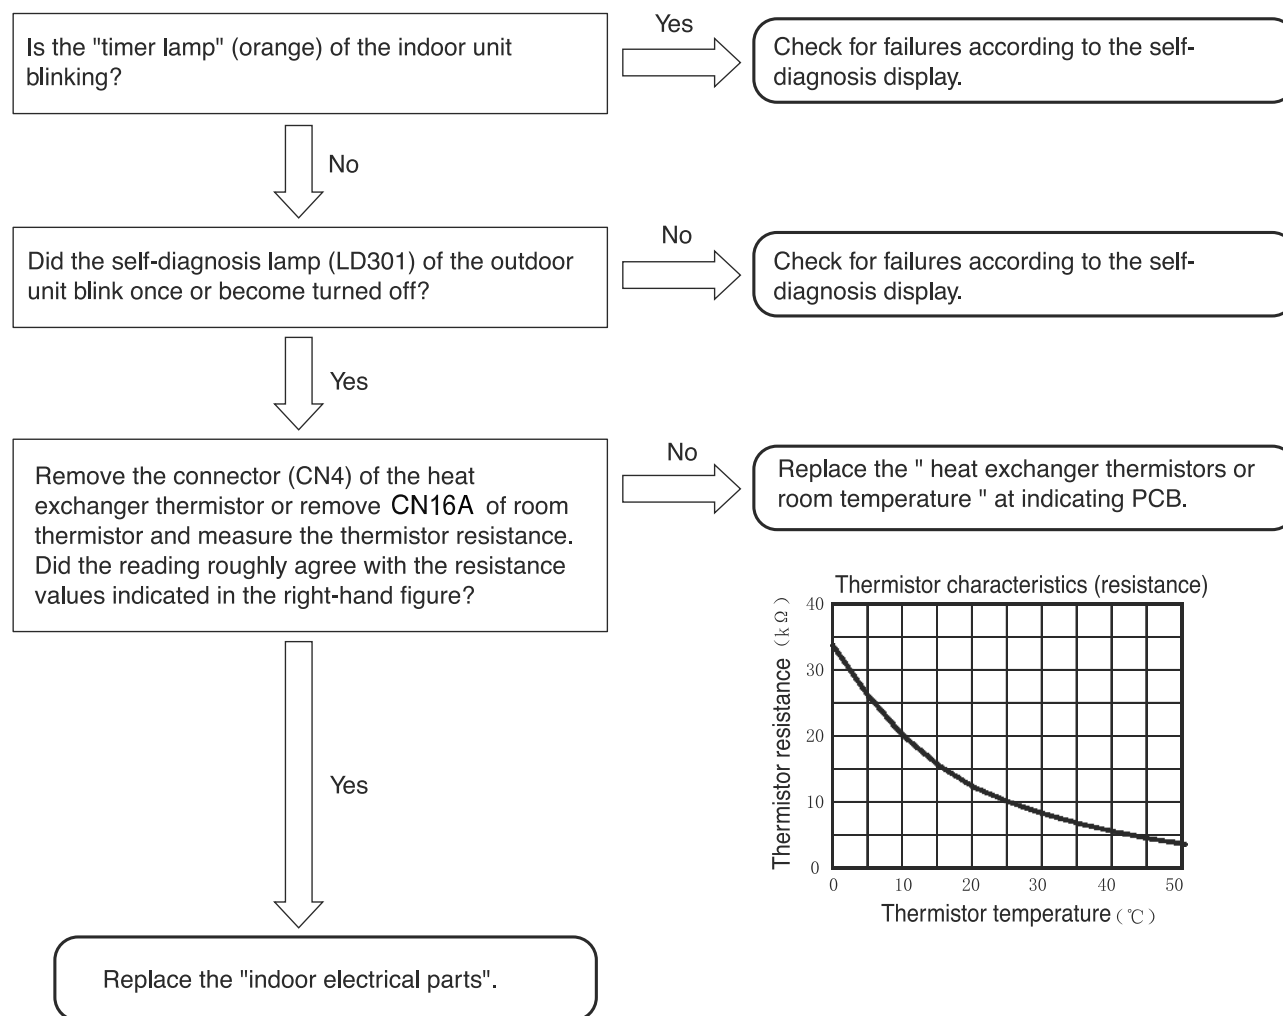 Is the "timer lamp" (orange) of the indoor unit
blinking?
Yes
Check for failures according to the self-
diagnosis display.
No
Did the self-diagnosis lamp (LD301) of the outdoor
unit blink once or become turned off?
No
Check for failures according to the self-
diagnosis display.
Yes
Remove the connector (CN4) of the heat
exchanger thermistor or remove CN16A of room
thermistor and measure the thermistor resistance.
Did the reading roughly agree with the resistance
values indicated in the right-hand figure?
No
Replace the " heat exchanger thermistors or
room temperature " at indicating PCB.
Thermistor characteristics (resistance)
Thermistor resistance (kΩ)
40
30
20
10
0
0 10 20 30 40 50
Thermistor temperature (℃)
Yes
Replace the "indoor electrical parts".